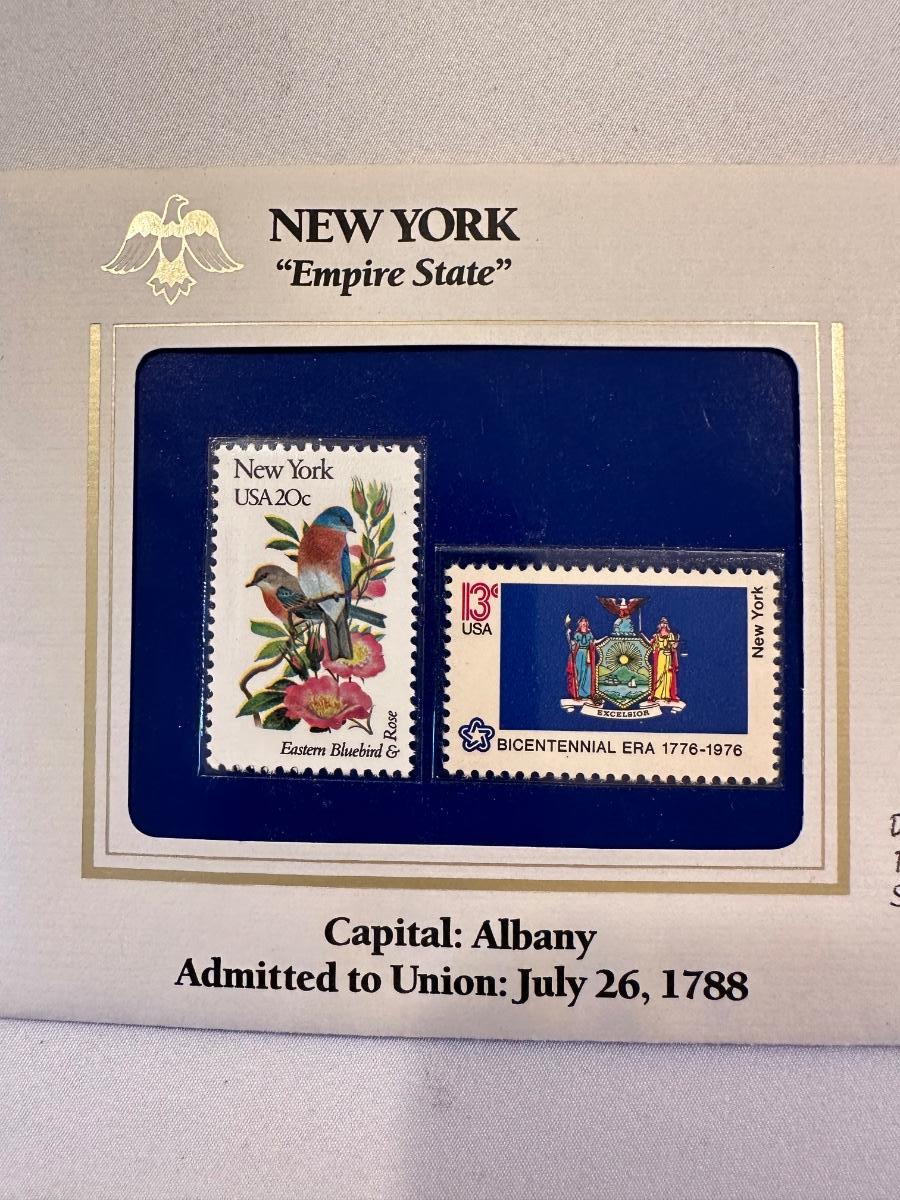 NEW YORK
“Empire State”
New York
USA 20c
Eastern Bluebird & Rose
13c
USA
New York
EXCELSIOR
BICENTENNIAL ERA 1776-1976
Capital: Albany
Admitted to Union: July 26, 1788